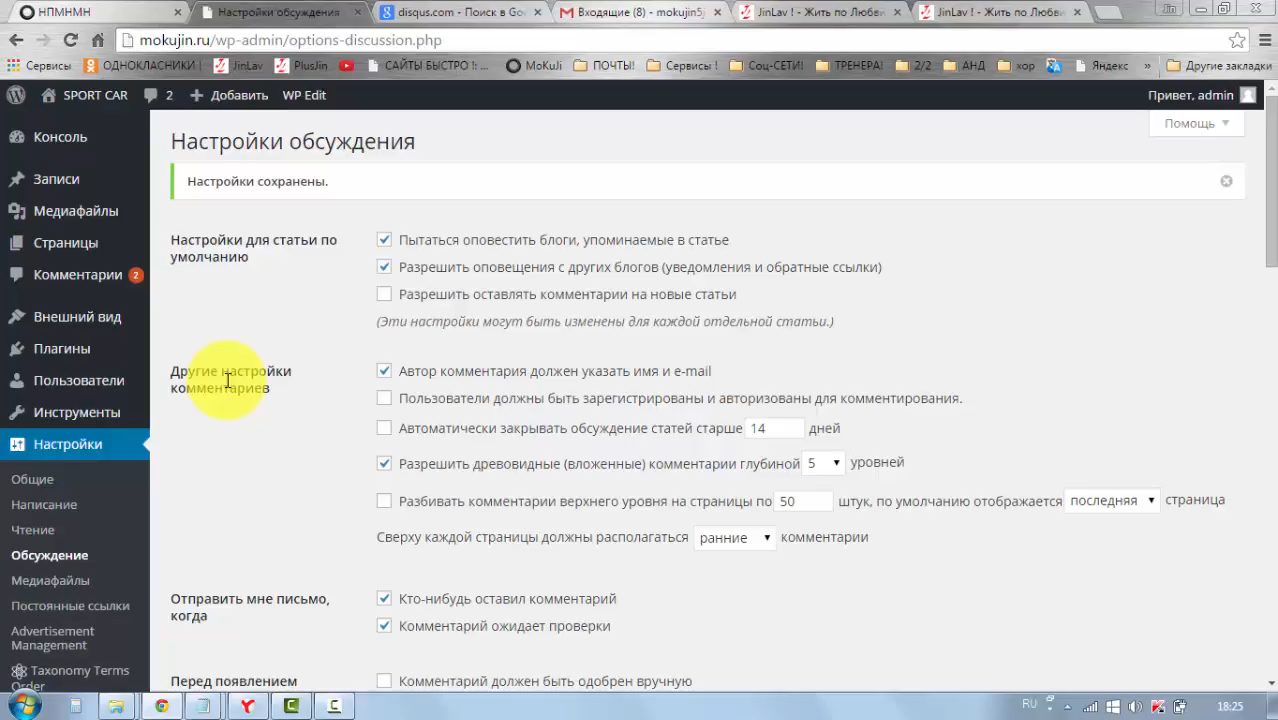 НПМНМН
Настройки обсуждения
disqus.com - Поиск в Goo
Входящие (8) - mokujin5
JinLav ! - Жить по Любви
JinLav ! - Жить по Любви
Jin
mokujin.ru/wp-admin/options-discussion.php
Сервисы
ОДНОКЛАСНИКИ
JinLav
PlusJin
САЙТЫ БЫСТРО !: ...
MoKuJi
ПОЧТЫ!
Сервисы !
Соц-СЕТИ!
ТРЕНЕРА!
2/2
АНД
хор
Яндекс
»
Другие закладки
SPORT CAR
2
Добавить
WP Edit
Привет, admin
Консоль
Записи
Медиафайлы
Страницы
Комментарии 2
Внешний вид
Плагины
Пользователи
Инструменты
Настройки
Общие
Написание
Чтение
Обсуждение
Медиафайлы
Постоянные ссылки
Advertisement
Management
Taxonomy Terms
Order
Помощь
Настройки обсуждения
Настройки сохранены.
Настройки для статьи по
умолчанию
Пытаться оповестить блоги, упоминаемые в статье
Разрешить оповещения с других блогов (уведомления и обратные ссылки)
Разрешить оставлять комментарии на новые статьи
(Эти настройки могут быть изменены для каждой отдельной статьи.)
Другие настройки
комментариев
Автор комментария должен указать имя и e-mail
Пользователи должны быть зарегистрированы и авторизованы для комментирования.
Автоматически закрывать обсуждение статей старше 14 дней
Разрешить древовидные (вложенные) комментарии глубиной 5 уровней
Разбивать комментарии верхнего уровня на страницы по 50 штук, по умолчанию отображается последняя страница
Сверху каждой страницы должны располагаться ранние комментарии
Отправить мне письмо,
когда
Кто-нибудь оставил комментарий
Комментарий ожидает проверки
Перед появлением
Комментарий должен быть одобрен вручную
RU
18:25